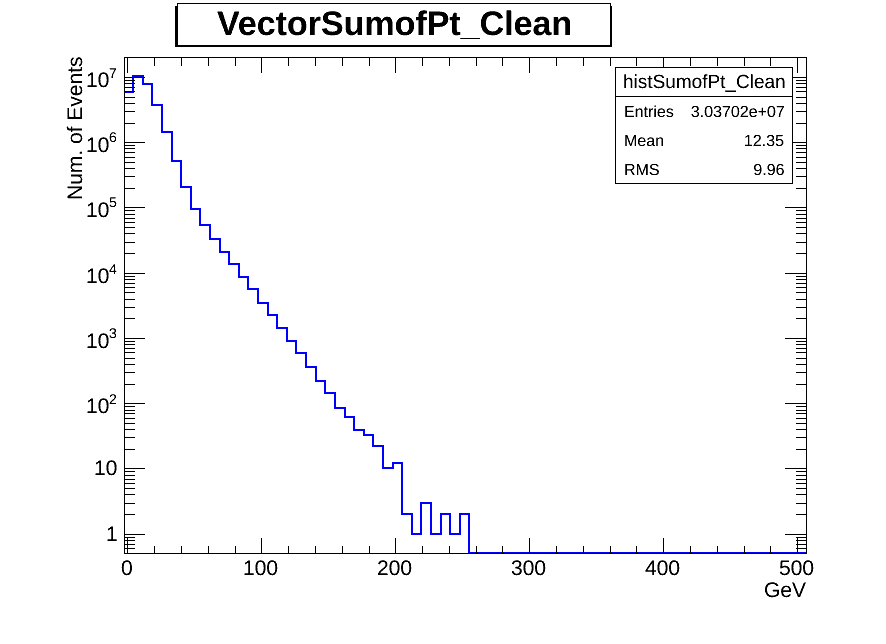 VectorSumofPt_Clean
Num. of Events
histSumofPt_Clean
Entries 3.03702e+07
Mean 12.35
RMS 9.96
10^7
10^6
10^5
10^4
10^3
10^2
10
1
0 100 200 300 400 500
GeV